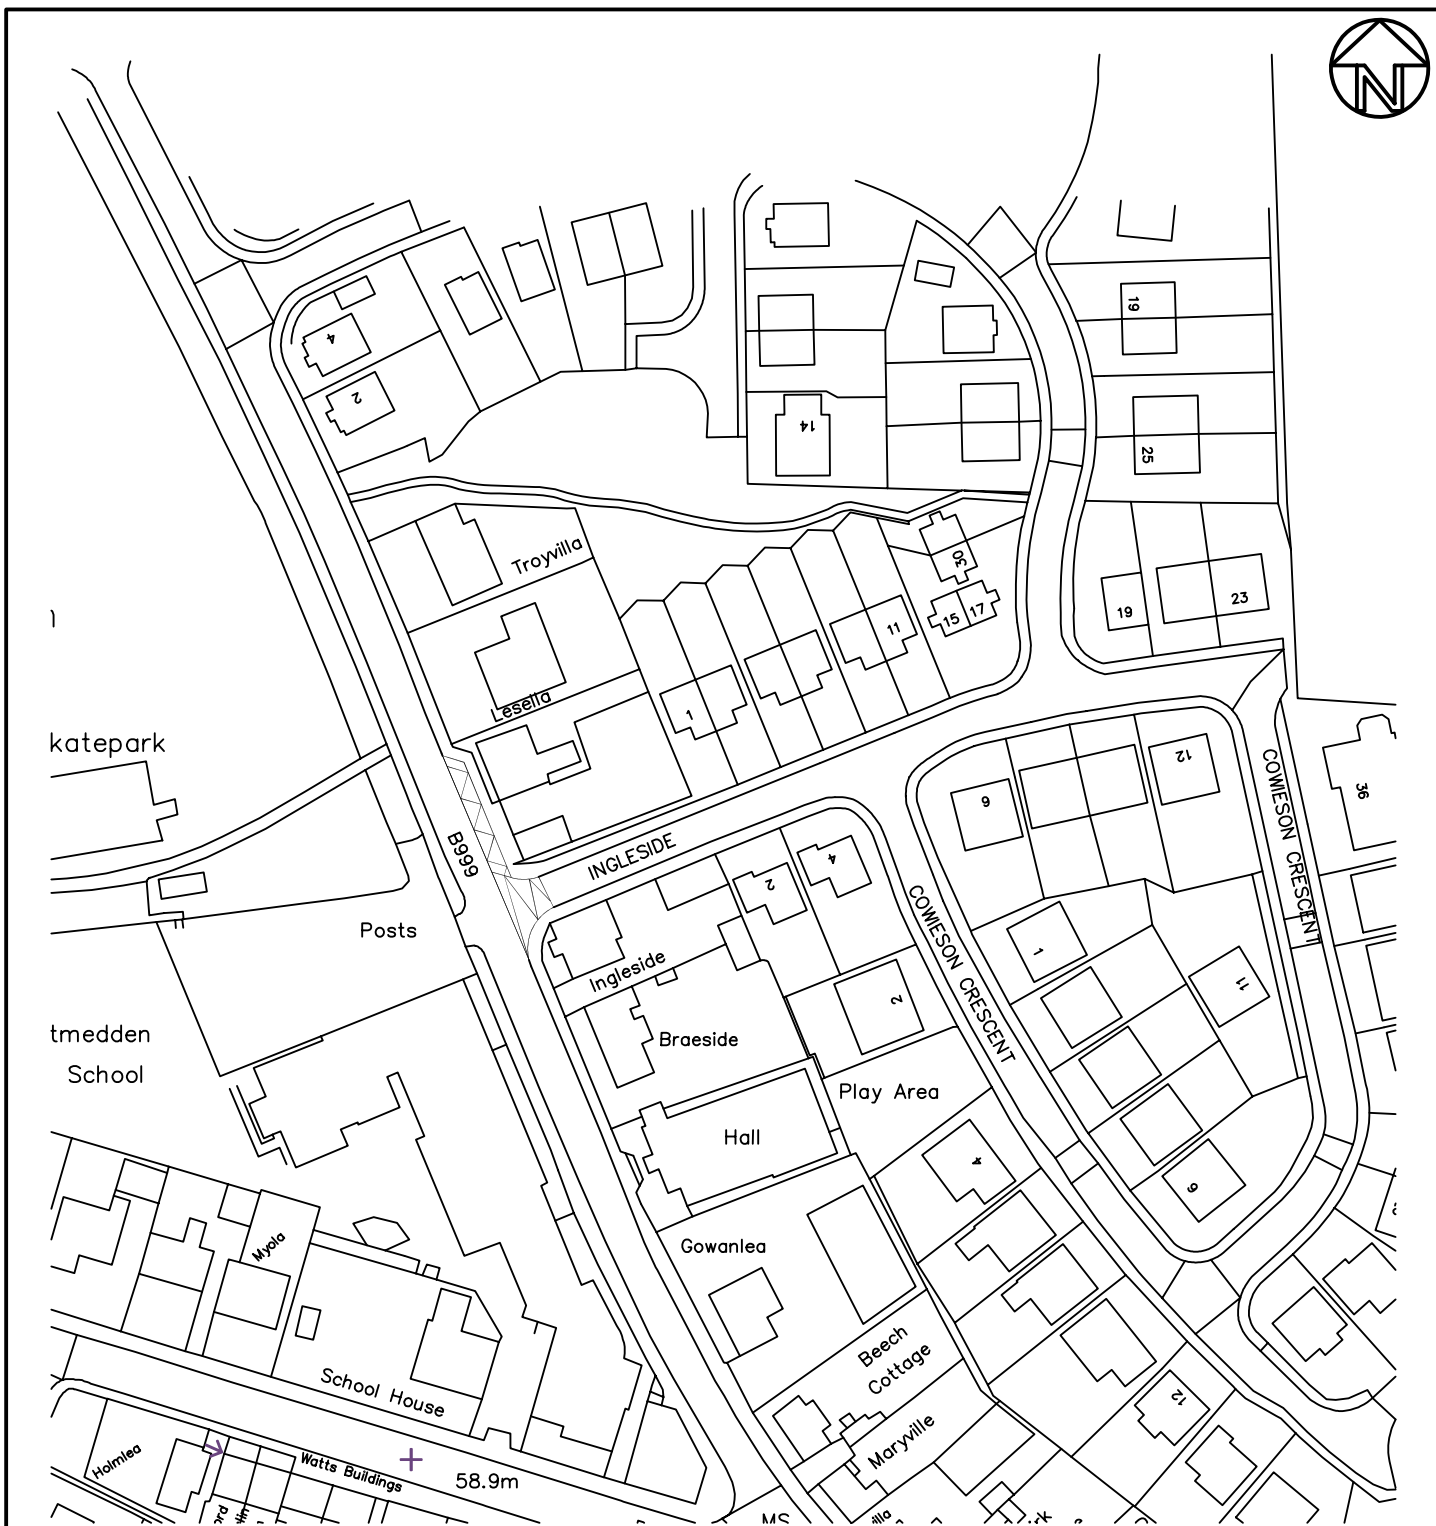 N
4
2
14
19
25
Troyvilla
30
15
17
19
23
11
Lesella
1
katepark
12
9
36
COWIESON CRESCENT
B999
INGLESIDE
4
2
Posts
Ingleside
COWIESON CRESCENT
1
11
2
tmedden
School
Braeside
Play Area
Hall
4
9
Myola
Gowanlea
Beech
Cottage
School House
Maryville
12
Holmlea
Watts Buildings
58.9m
MS